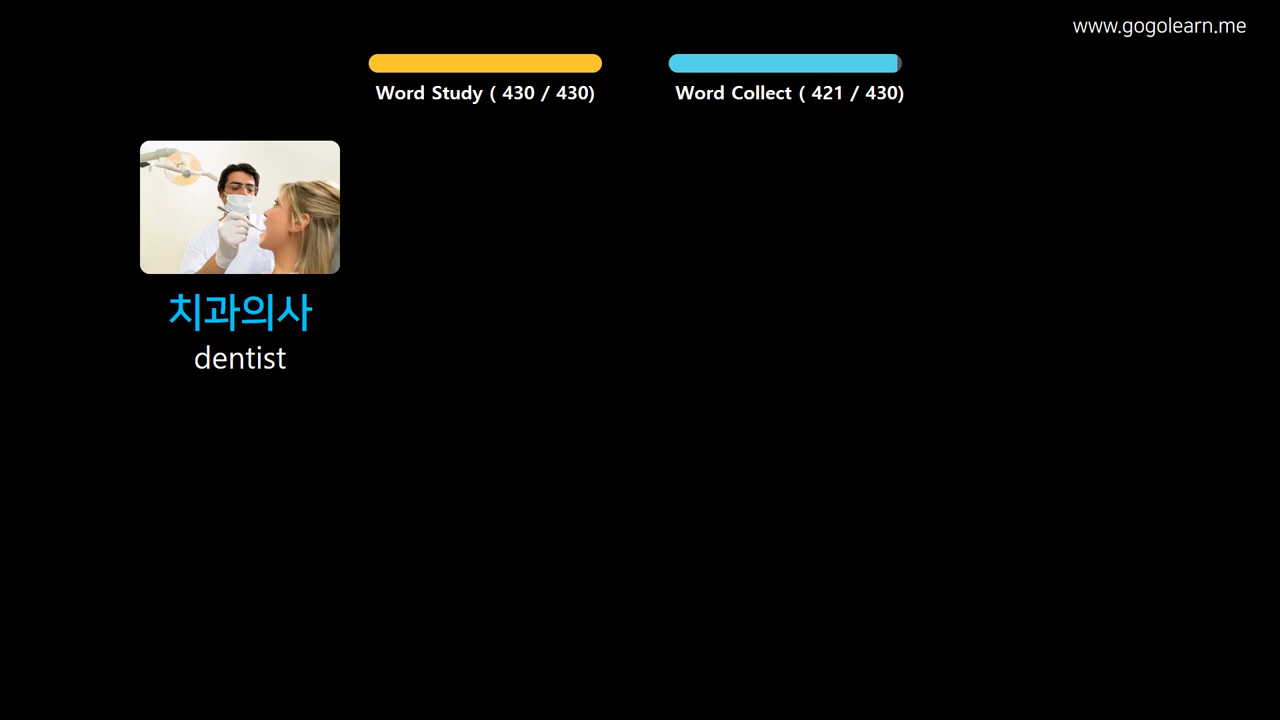 www.gogolearn.me
Word Study ( 430 / 430)
Word Collect ( 421 / 430)
치과의사
dentist